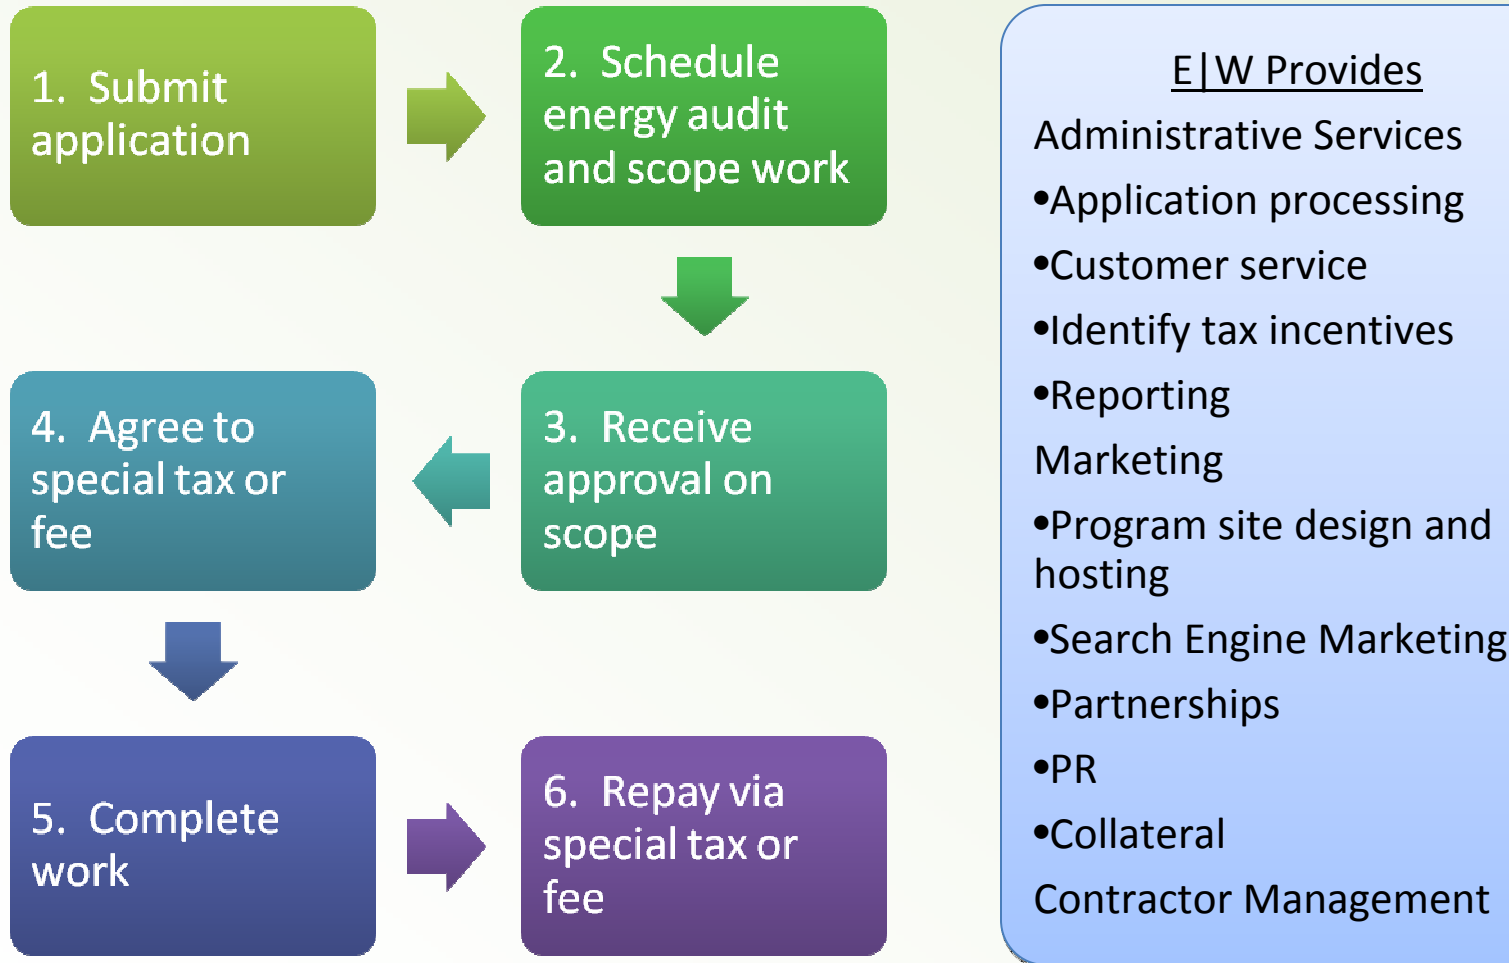 1. Submit
application
2. Schedule
energy audit
and scope work
3. Receive
approval on
scope
4. Agree to
special tax or
fee
5. Complete
work
6. Repay via
special tax or
fee
E|W Provides
Administrative Services
•Application processing
•Customer service
•Identify tax incentives
•Reporting
Marketing
•Program site design and
hosting
•Search Engine Marketing
•Partnerships
•PR
•Collateral
Contractor Management